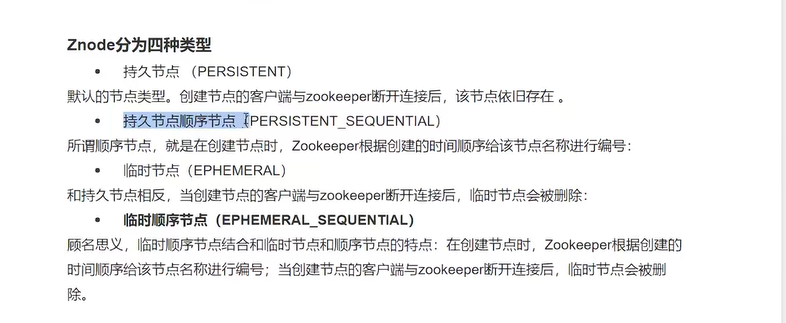 Znode分为四种类型
• 持久节点 （PERSISTENT）
默认的节点类型。创建节点的客户端与zookeeper断开连接后，该节点依旧存在 。
• 持久节点顺序节点（PERSISTENT_SEQUENTIAL）
所谓顺序节点，就是在创建节点时，Zookeeper根据创建的时间顺序给该节点名称进行编号：
• 临时节点（EPHEMERAL）
和持久节点相反，当创建节点的客户端与zookeeper断开连接后，临时节点会被删除：
• 临时顺序节点（EPHEMERAL_SEQUENTIAL）
顾名思义，临时顺序节点结合和临时节点和顺序节点的特点：在创建节点时，Zookeeper根据创建的
时间顺序给该节点名称进行编号；当创建节点的客户端与zookeeper断开连接后，临时节点会被删
除。